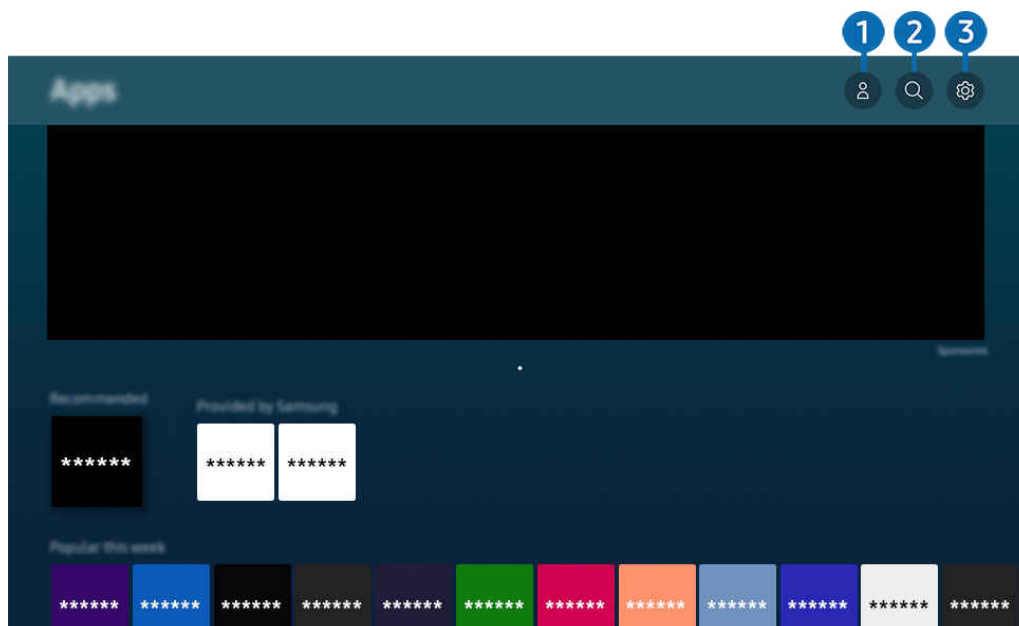 1 2 3
Apps
Sponsored
Recommended
Provided by Samsung
****** ****** ******
Popular this week
****** ****** ****** ****** ****** ****** ****** ****** ****** ****** ****** ******